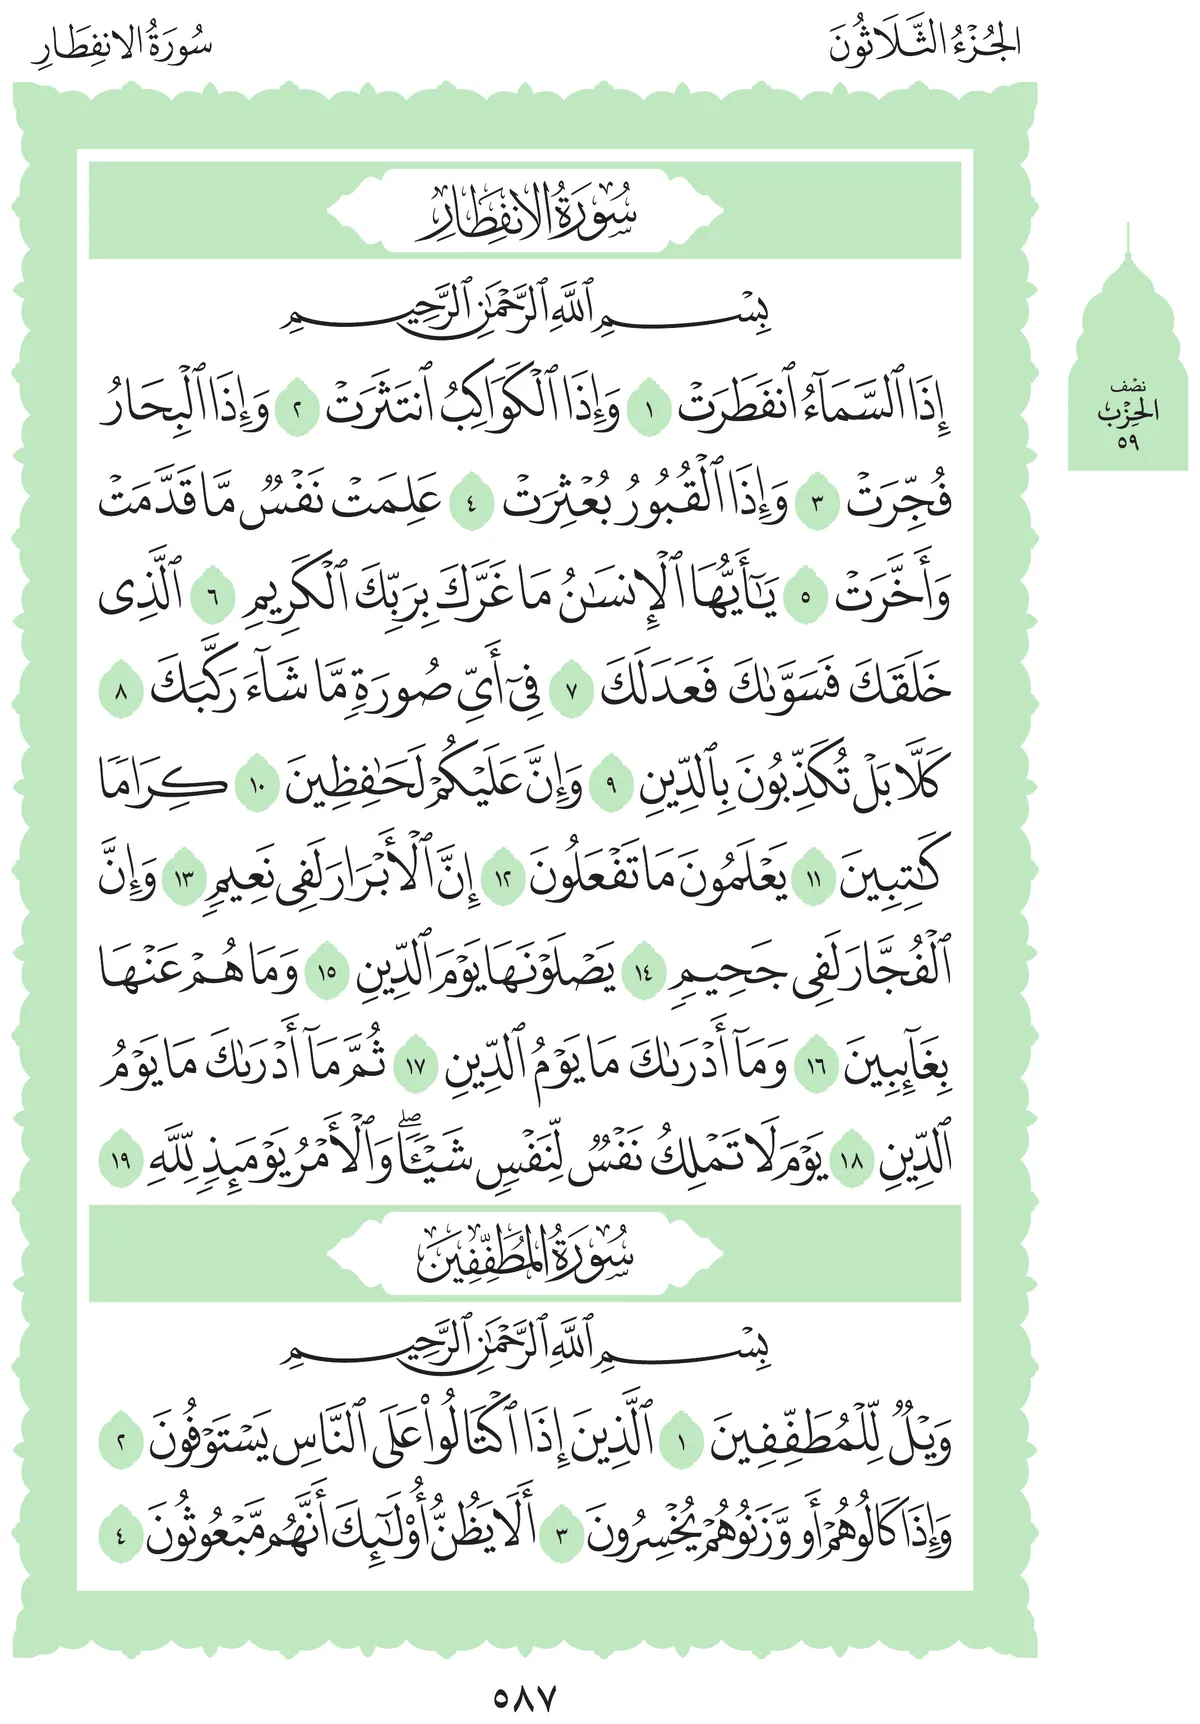 الجُزْءُ الثَّلَاثُونَ
سُورَةُ الانفِطَارِ
سُورَةُ الانفِطَارِ
بِسْمِ ٱللَّهِ ٱلرَّحْمَٰنِ ٱلرَّحِيمِ
إِذَا ٱلسَّمَآءُ ٱنفَطَرَتْ ١ وَإِذَا ٱلْكَوَاكِبُ ٱنتَثَرَتْ ٢ وَإِذَا ٱلْبِحَارُ
فُجِّرَتْ ٣ وَإِذَا ٱلْقُبُورُ بُعْثِرَتْ ٤ عَلِمَتْ نَفْسٌ مَّا قَدَّمَتْ
وَأَخَّرَتْ ٥ يَـٰٓأَيُّهَا ٱلْإِنسَـٰنُ مَا غَرَّكَ بِرَبِّكَ ٱلْكَرِيمِ ٦ ٱلَّذِى
خَلَقَكَ فَسَوَّىٰكَ فَعَدَلَكَ ٧ فِىٓ أَىِّ صُورَةٍ مَّا شَآءَ رَكَّبَكَ ٨
كَلَّا بَلْ تُكَذِّبُونَ بِٱلدِّينِ ٩ وَإِنَّ عَلَيْكُمْ لَحَـٰفِظِينَ ١٠ كِرَامًا
كَـٰتِبِينَ ١١ يَعْلَمُونَ مَا تَفْعَلُونَ ١٢ إِنَّ ٱلْأَبْرَارَ لَفِى نَعِيمٍ ١٣ وَإِنَّ
ٱلْفُجَّارَ لَفِى جَحِيمٍ ١٤ يَصْلَوْنَهَا يَوْمَ ٱلدِّينِ ١٥ وَمَا هُمْ عَنْهَا
بِغَآئِبِينَ ١٦ وَمَآ أَدْرَىٰكَ مَا يَوْمُ ٱلدِّينِ ١٧ ثُمَّ مَآ أَدْرَىٰكَ مَا يَوْمُ
ٱلدِّينِ ١٨ يَوْمَ لَا تَمْلِكُ نَفْسٌ لِّنَفْسٍ شَيْـًٔا ۖ وَٱلْأَمْرُ يَوْمَئِذٍ لِّلَّهِ ١٩
سُورَةُ المُطَفِّفِينَ
بِسْمِ ٱللَّهِ ٱلرَّحْمَٰنِ ٱلرَّحِيمِ
وَيْلٌ لِّلْمُطَفِّفِينَ ١ ٱلَّذِينَ إِذَا ٱكْتَالُوا۟ عَلَى ٱلنَّاسِ يَسْتَوْفُونَ ٢
وَإِذَا كَالُوهُمْ أَو وَّزَنُوهُمْ يُخْسِرُونَ ٣ أَلَا يَظُنُّ أُو۟لَـٰٓئِكَ أَنَّهُم مَّبْعُوثُونَ ٤
نصْف
الحِزْب
٥٩
٥٨٧